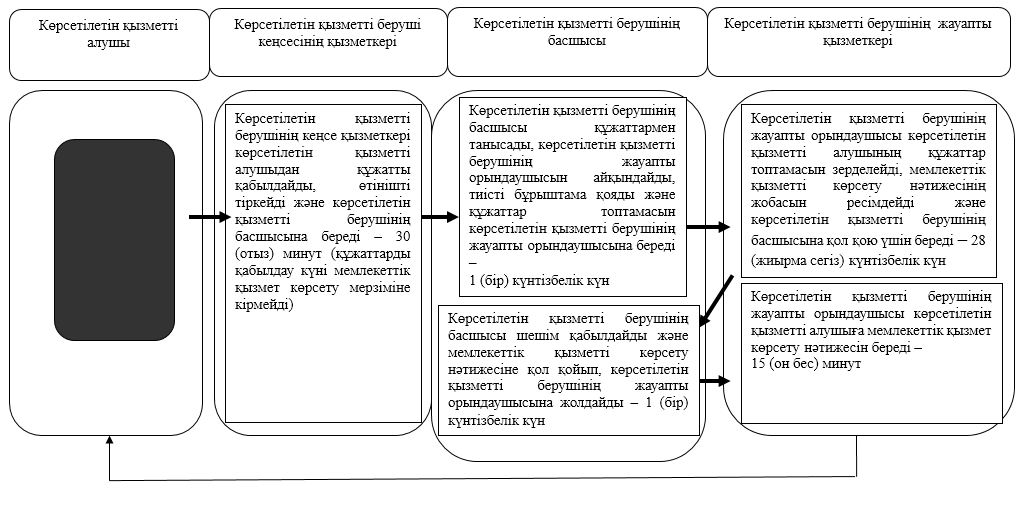 Көрсетілетін қызметті
алушы
Көрсетілетін қызметті беруші
кеңсесінің қызметкері
Көрсетілетін қызметті берушінің
басшысы
Көрсетілетін қызметті берушінің жауапты
қызметкері
Көрсетілетін қызметті
берушінің кеңсе қызметкері
көрсетілетін қызметті
алушыдан құжатты
қабылдайды, өтінішті
тіркейді және көрсетілетін
қызметті берушінің
басшысына береді – 30
(отыз) минут (құжаттарды
қабылдау күні мемлекеттік
қызмет көрсету мерзіміне
кірмейді)
Көрсетілетін қызметті берушінің
басшысы құжаттармен
танысады, көрсетілетін қызметті
берушінің жауапты
орындаушысын айқындайды,
тиісті бұрыштама қояды және
құжаттар топтамасын
көрсетілетін қызметті берушінің
жауапты орындаушысына береді
–
1 (бір) күнтізбелік күн
Көрсетілетін қызметті берушінің
жауапты орындаушысы көрсетілетін
қызметті алушының құжаттар
топтамасын зерделейді, мемлекеттік
қызметті көрсету нәтижесінің
жобасын ресімдейді және
көрсетілетін қызметті берушінің
басшысына қол қою үшін береді – 28
(жиырма сегіз) күнтізбелік күн
Көрсетілетін қызметті берушінің
басшысы шешім қабылдайды және
мемлекеттік қызметті көрсету
нәтижесіне қол қойып, көрсетілетін
қызметті берушінің жауапты
орындаушысына жолдайды – 1 (бір)
күнтізбелік күн
Көрсетілетін қызметті берушінің
жауапты орындаушысы көрсетілетін
қызметті алушыға мемлекеттік қызмет
көрсету нәтижесін береді –
15 (он бес) минут